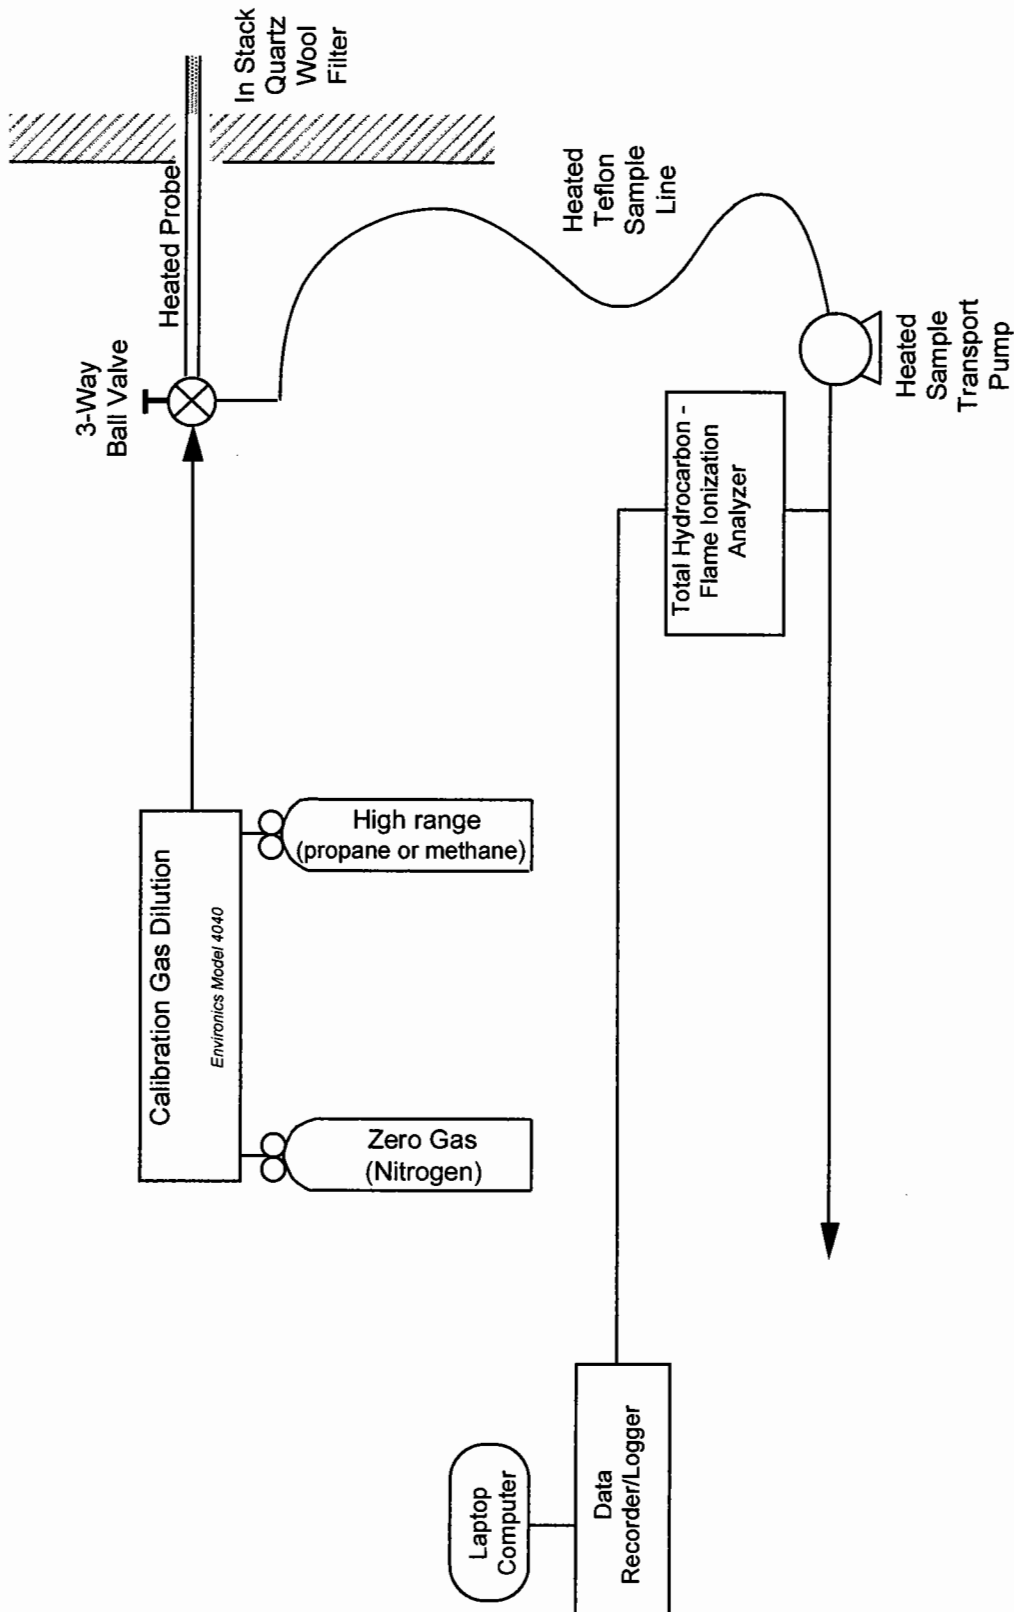 In Stack
Quartz
Wool
Filter
Heated Probe
3-Way
Ball Valve
Heated
Teflon
Sample
Line
Heated
Sample
Transport
Pump
Total Hydrocarbon -
Flame Ionization
Analyzer
Calibration Gas Dilution
Environics Model 4040
High range
(propane or methane)
Zero Gas
(Nitrogen)
Laptop
Computer
Data
Recorder/Logger